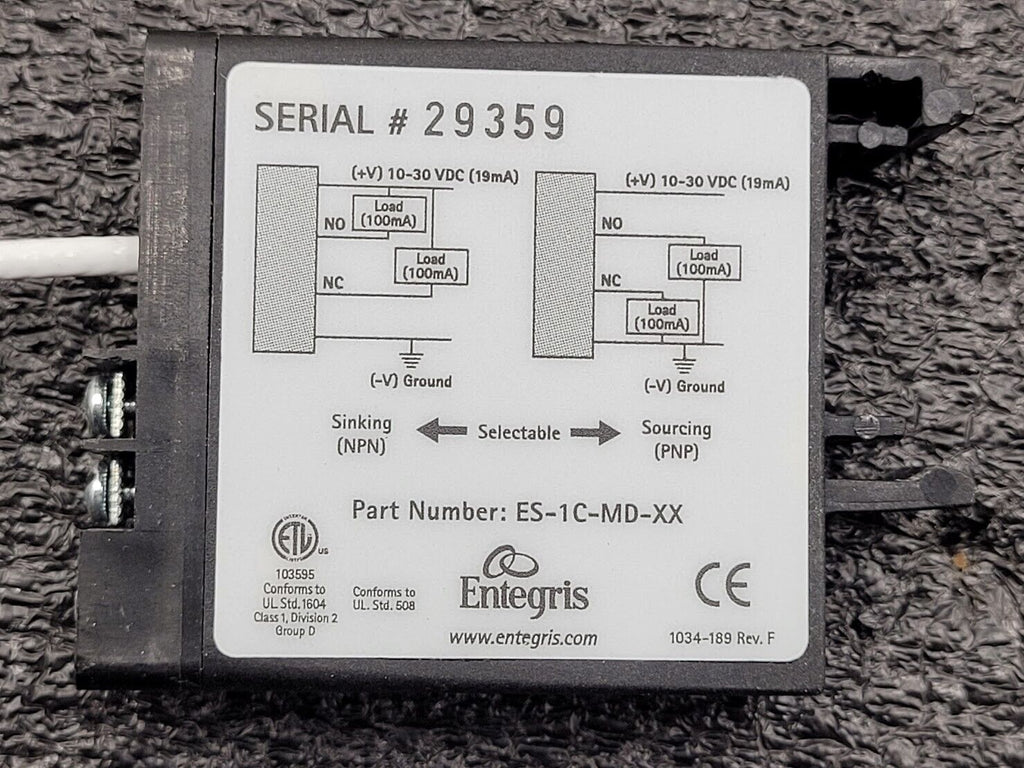 SERIAL # 29359
(+V) 10-30 VDC (19mA)
Load
(100mA)
NO
Load
(100mA)
NC
(-V) Ground
(+V) 10-30 VDC (19mA)
NO
Load
(100mA)
NC
Load
(100mA)
(-V) Ground
Sinking
(NPN)
Selectable
Sourcing
(PNP)
Part Number: ES-1C-MD-XX
ETL
US
103595
Conforms to
UL Std.1604
Class 1, Division 2
Group D
Conforms to
UL. Std. 508
Entegris
www.entegris.com
CE
1034-189 Rev. F